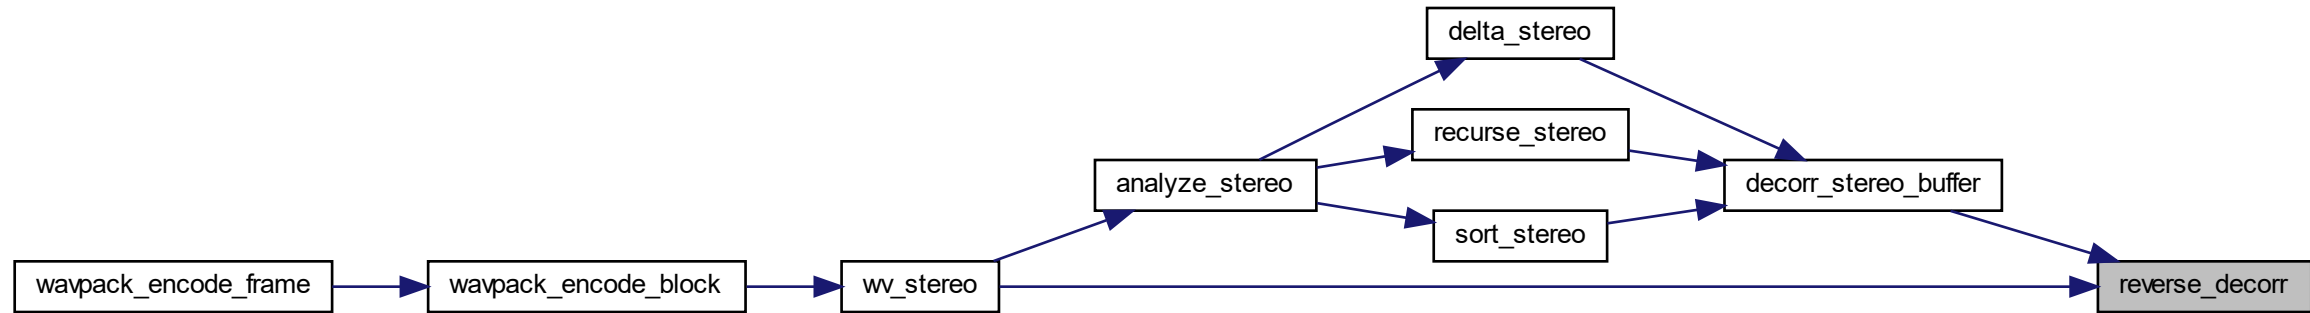 delta_stereo
recurse_stereo
analyze_stereo
decorr_stereo_buffer
sort_stereo
wavpack_encode_frame
wavpack_encode_block
wv_stereo
reverse_decorr